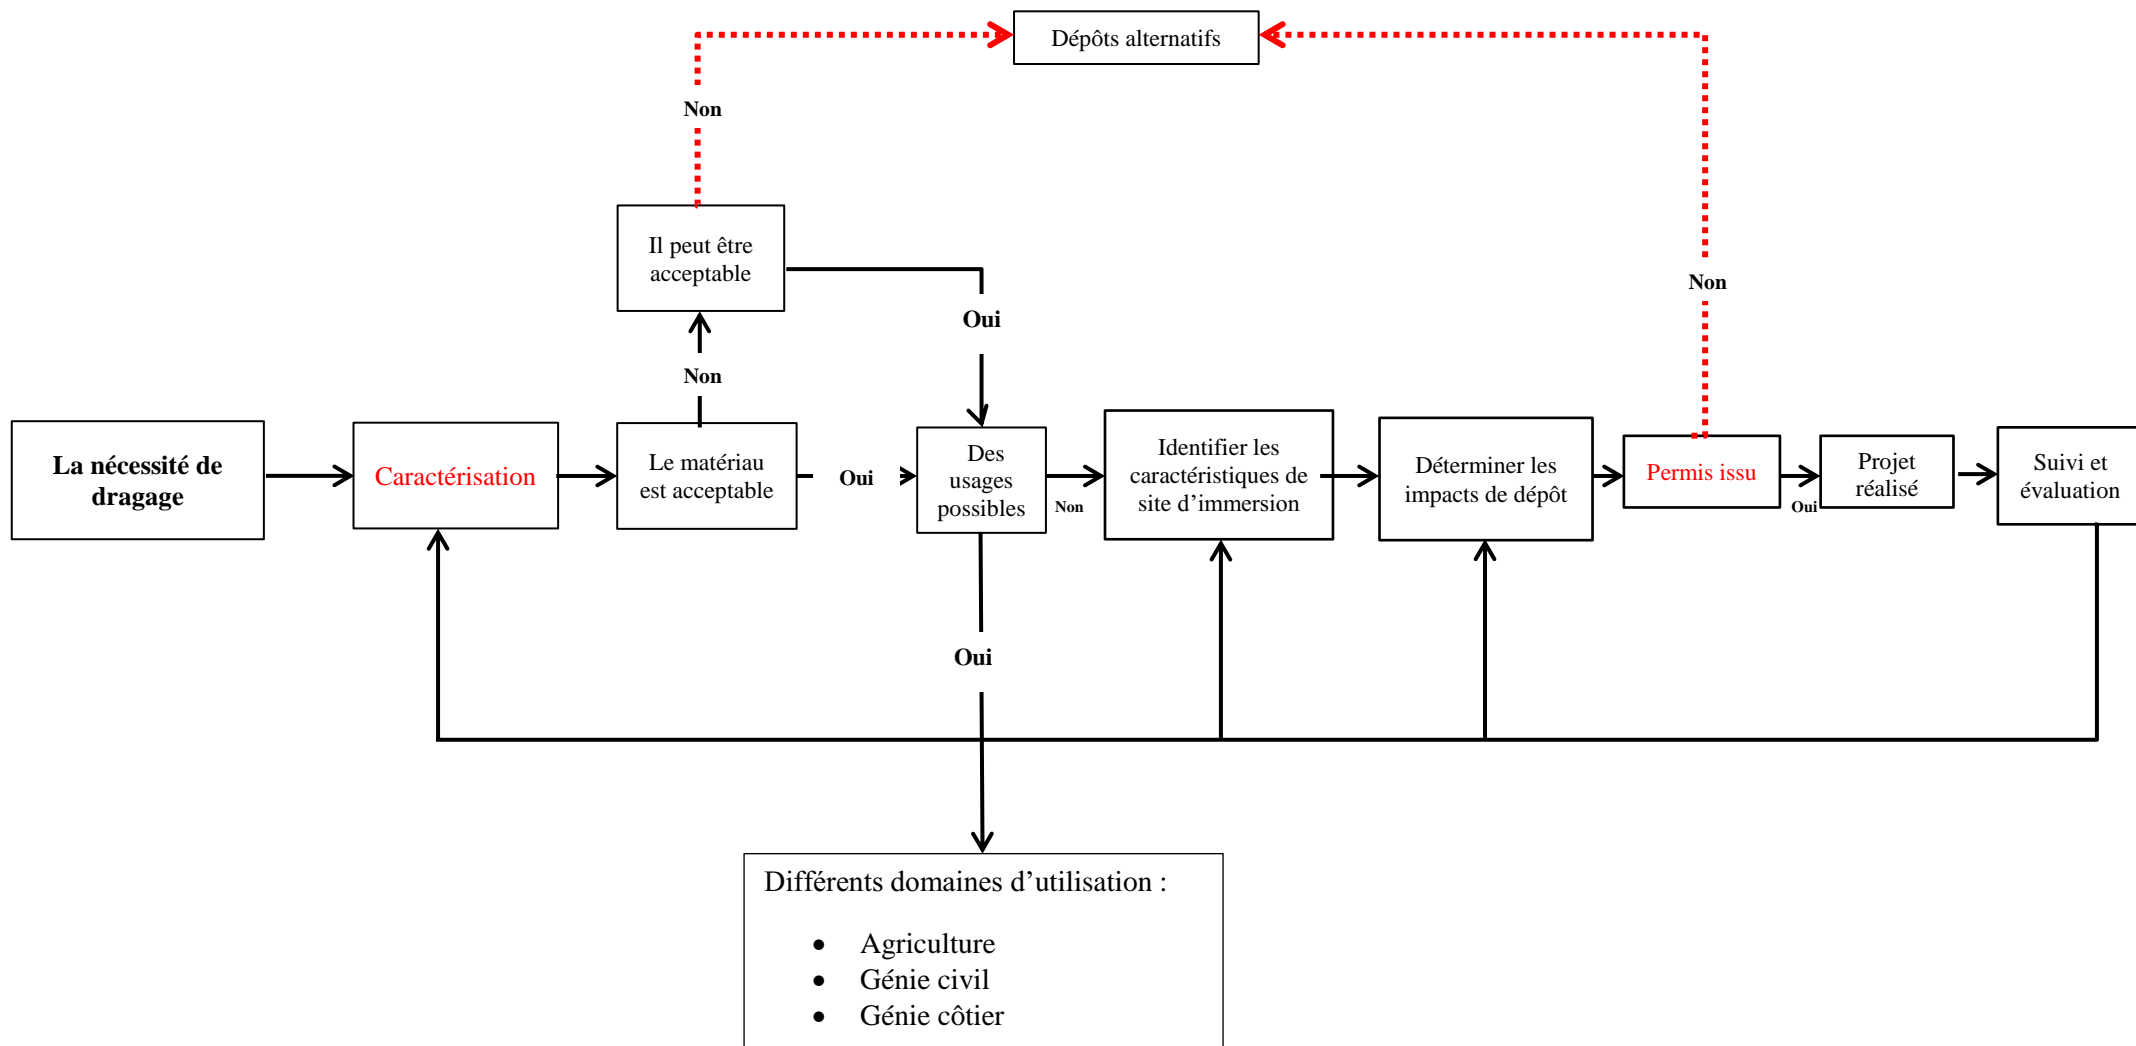 Dépôts alternatifs
Non
Il peut être
acceptable
Non
Oui
Non
La nécessité de
dragage
Caractérisation
Le matériau
est acceptable
Oui
Des
usages
possibles
Non
Identifier les
caractéristiques de
site d’immersion
Déterminer les
impacts de dépôt
Permis issu
Oui
Projet
réalisé
Suivi et
évaluation
Oui
Différents domaines d’utilisation :
• Agriculture
• Génie civil
• Génie côtier